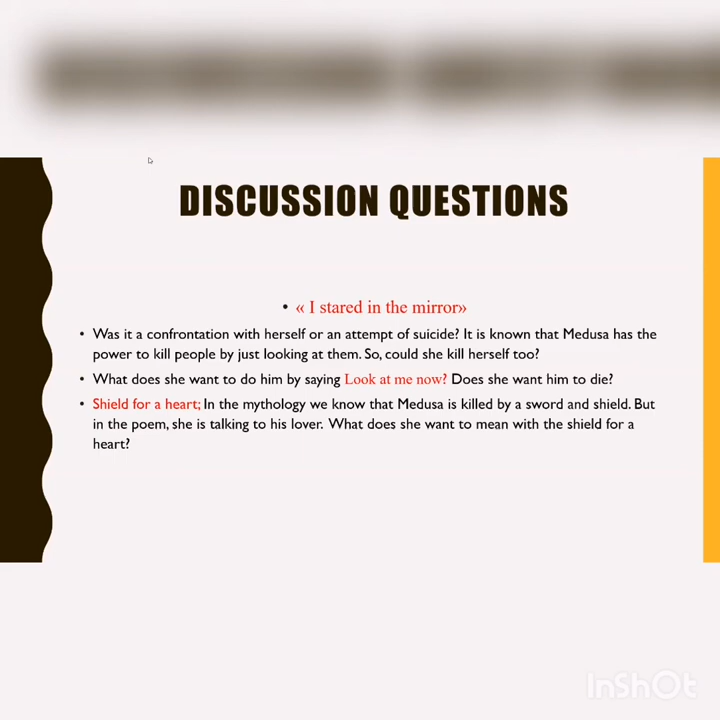 DISCUSSION QUESTIONS
• « I stared in the mirror»
• Was it a confrontation with herself or an attempt of suicide? It is known that Medusa has the
power to kill people by just looking at them. So, could she kill herself too?
• What does she want to do him by saying Look at me now? Does she want him to die?
• Shield for a heart; In the mythology we know that Medusa is killed by a sword and shield. But
in the poem, she is talking to his lover. What does she want to mean with the shield for a
heart?
InShOt